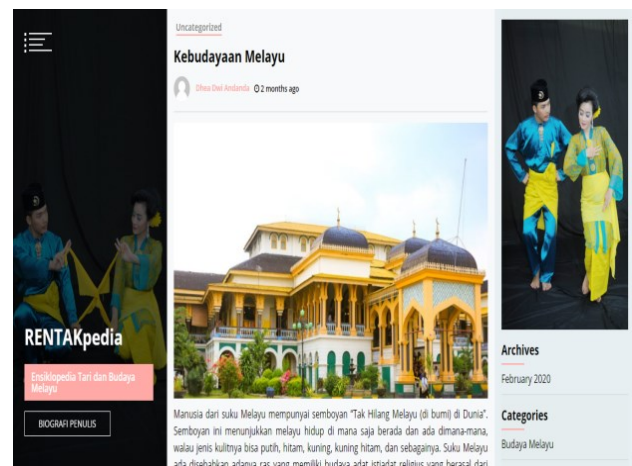 RENTAKpedia
Ensiklopedia Tari dan Budaya
Melayu
BIOGRAFI PENULIS
Uncategorized
Kebudayaan Melayu
Dhea Dwi Andanda 2 months ago
Manusia dari suku Melayu mempunyai semboyan “Tak Hilang Melayu (di bumi) di Dunia”.
Semboyan ini menunjukkan melayu hidup di mana saja berada dan ada dimana-mana,
walau jenis kulitnya bisa putih, hitam, kuning, kuning hitam, dan sebagainya. Suku Melayu
ada disebabkan adanya ras yang memiliki budaya adat istiadat religius yang berasal dari
Archives
February 2020
Categories
Budaya Melayu